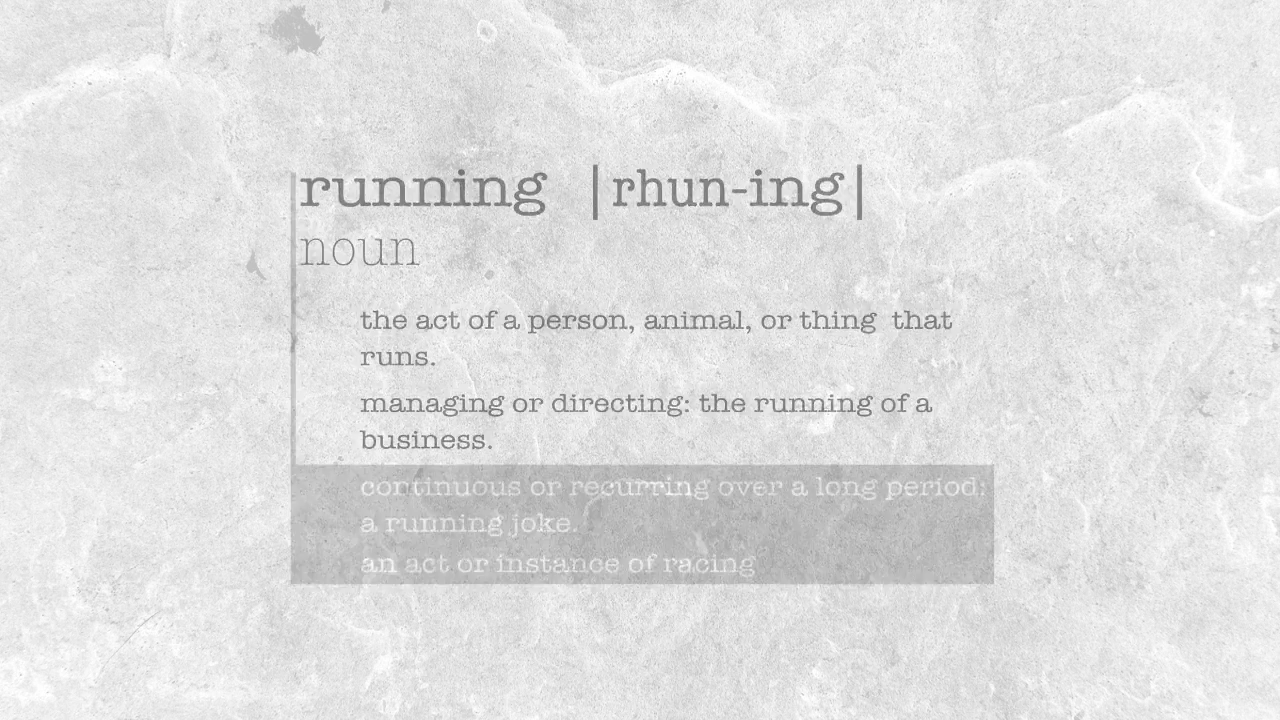 running |rhun-ing|
noun
the act of a person, animal, or thing that
runs.
managing or directing: the running of a
business.
continuous or recurring over a long period;
a running joke.
an act or instance of racing